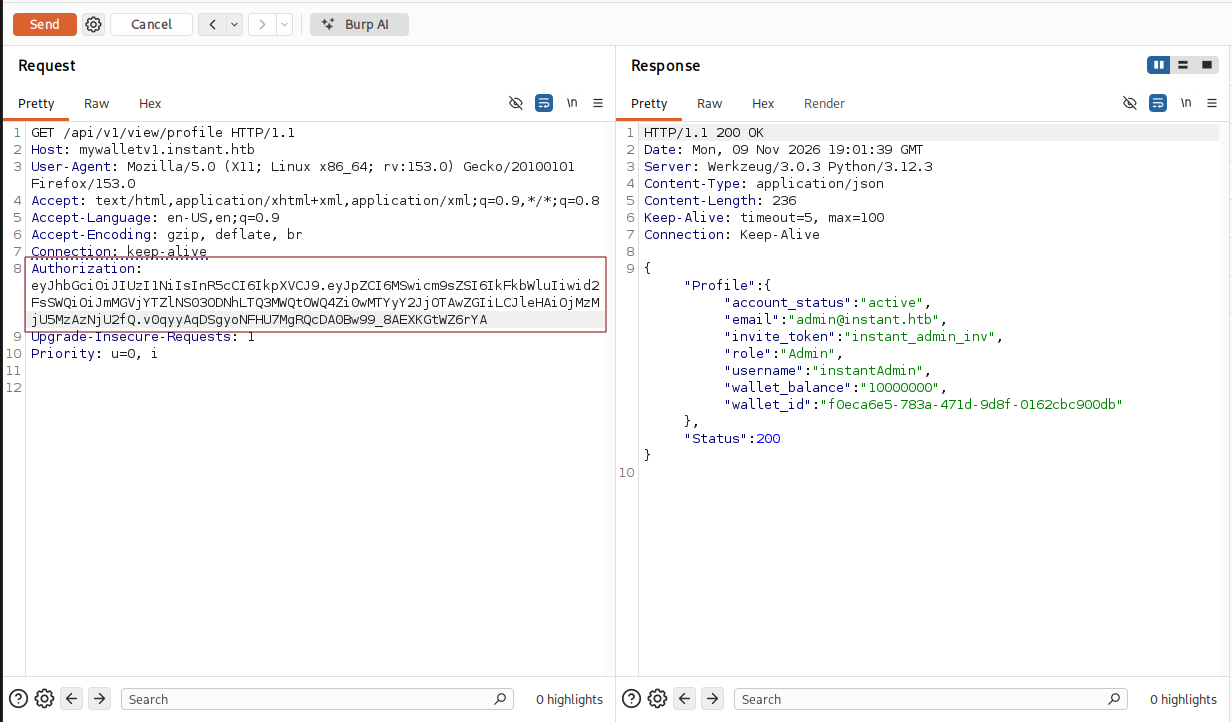 Send Cancel Burp AI
Request
Pretty Raw Hex \n
1 GET /api/v1/view/profile HTTP/1.1
2 Host: mywalletv1.instant.htb
3 User-Agent: Mozilla/5.0 (X11; Linux x86_64; rv:153.0) Gecko/20100101
Firefox/153.0
4 Accept: text/html,application/xhtml+xml,application/xml;q=0.9,*/*;q=0.8
5 Accept-Language: en-US,en;q=0.9
6 Accept-Encoding: gzip, deflate, br
7 Connection: keep-alive
8 Authorization:
eyJhbGciOiJIUzI1NiIsInR5cCI6IkpXVCJ9.eyJpZCI6MSwicm9sZSI6IkFkbWluIiwid2
FsSWQiOiJmMGVjYTZlNS03ODNhLTQ3MWQtOWQ4Zi0wMTYyY2JjOTAwZGIiLCJleHAiOjMzM
jU5MzAzNjU2fQ.v0qyyAqDSgyoNFHU7MgRQcDA0Bw99_8AEXKGtWZ6rYA
9 Upgrade-Insecure-Requests: 1
10 Priority: u=0, i
11
12
Search 0 highlights
Response
Pretty Raw Hex Render \n
1 HTTP/1.1 200 OK
2 Date: Mon, 09 Nov 2026 19:01:39 GMT
3 Server: Werkzeug/3.0.3 Python/3.12.3
4 Content-Type: application/json
5 Content-Length: 236
6 Keep-Alive: timeout=5, max=100
7 Connection: Keep-Alive
8
9 {
"Profile":{
"account_status":"active",
"email":"admin@instant.htb",
"invite_token":"instant_admin_inv",
"role":"Admin",
"username":"instantAdmin",
"wallet_balance":"10000000",
"wallet_id":"f0eca6e5-783a-471d-9d8f-0162cbc900db"
},
"Status":200
}
10
Search 0 highlights